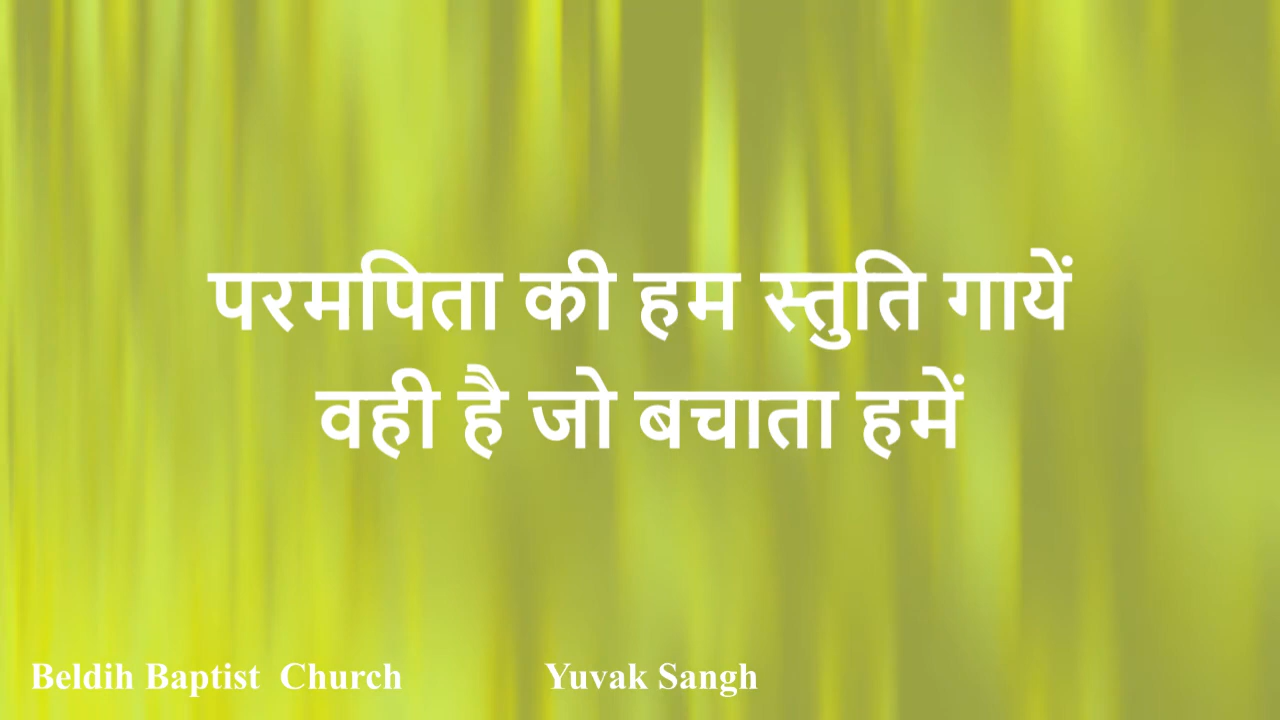 परमपिता की हम स्तुति गायें
वही है जो बचाता हमें
Beldih Baptist Church Yuvak Sangh